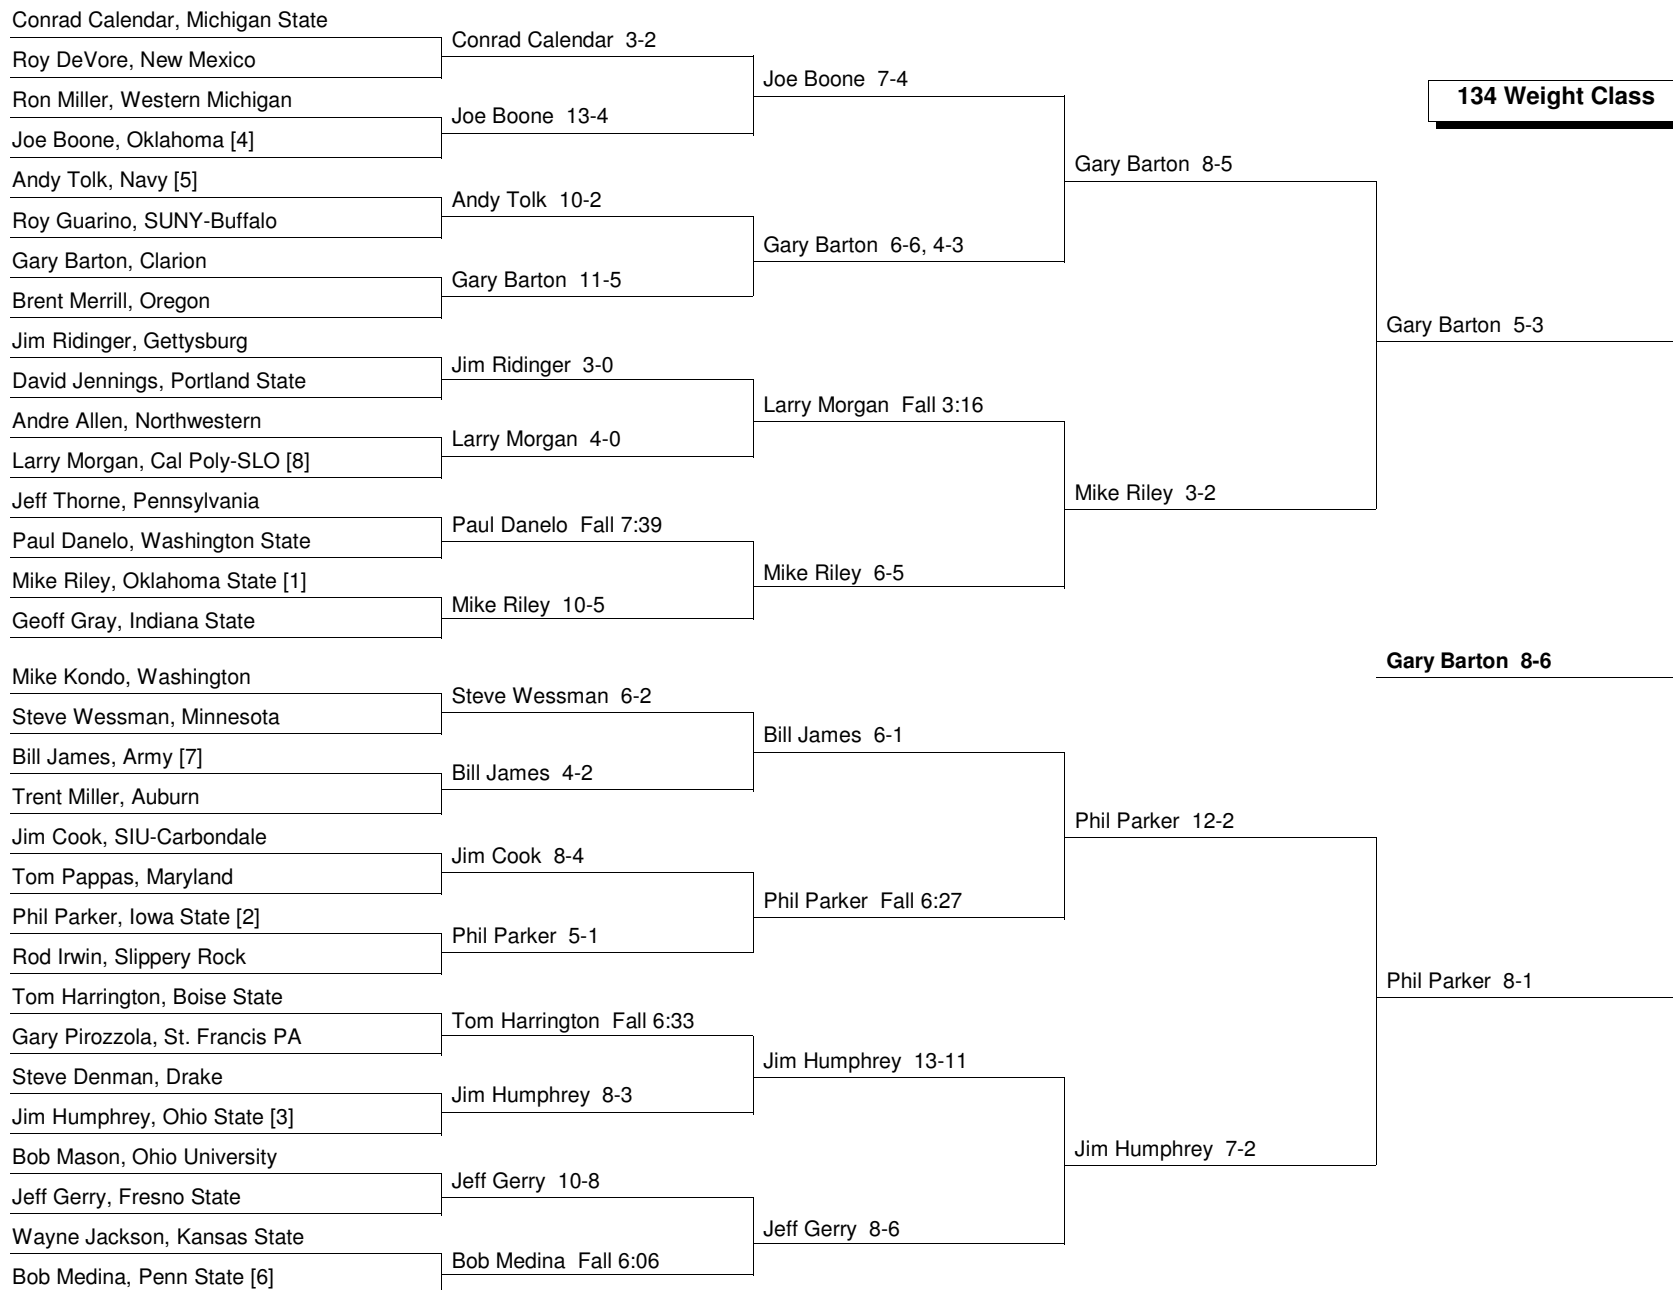 Conrad Calendar, Michigan State
Roy DeVore, New Mexico
Ron Miller, Western Michigan
Joe Boone, Oklahoma [4]
Andy Tolk, Navy [5]
Roy Guarino, SUNY-Buffalo
Gary Barton, Clarion
Brent Merrill, Oregon
Jim Ridinger, Gettysburg
David Jennings, Portland State
Andre Allen, Northwestern
Larry Morgan, Cal Poly-SLO [8]
Jeff Thorne, Pennsylvania
Paul Danelo, Washington State
Mike Riley, Oklahoma State [1]
Geoff Gray, Indiana State
Mike Kondo, Washington
Steve Wessman, Minnesota
Bill James, Army [7]
Trent Miller, Auburn
Jim Cook, SIU-Carbondale
Tom Pappas, Maryland
Phil Parker, Iowa State [2]
Rod Irwin, Slippery Rock
Tom Harrington, Boise State
Gary Pirozzola, St. Francis PA
Steve Denman, Drake
Jim Humphrey, Ohio State [3]
Bob Mason, Ohio University
Jeff Gerry, Fresno State
Wayne Jackson, Kansas State
Bob Medina, Penn State [6]
Conrad Calendar 3-2
Joe Boone 13-4
Andy Tolk 10-2
Gary Barton 11-5
Jim Ridinger 3-0
Larry Morgan 4-0
Paul Danelo Fall 7:39
Mike Riley 10-5
Steve Wessman 6-2
Bill James 4-2
Jim Cook 8-4
Phil Parker 5-1
Tom Harrington Fall 6:33
Jim Humphrey 8-3
Jeff Gerry 10-8
Bob Medina Fall 6:06
Joe Boone 7-4
Gary Barton 6-6, 4-3
Larry Morgan Fall 3:16
Mike Riley 6-5
Bill James 6-1
Phil Parker Fall 6:27
Jim Humphrey 13-11
Jeff Gerry 8-6
Gary Barton 8-5
Mike Riley 3-2
Phil Parker 12-2
Jim Humphrey 7-2
134 Weight Class
Gary Barton 5-3
Gary Barton 8-6
Phil Parker 8-1